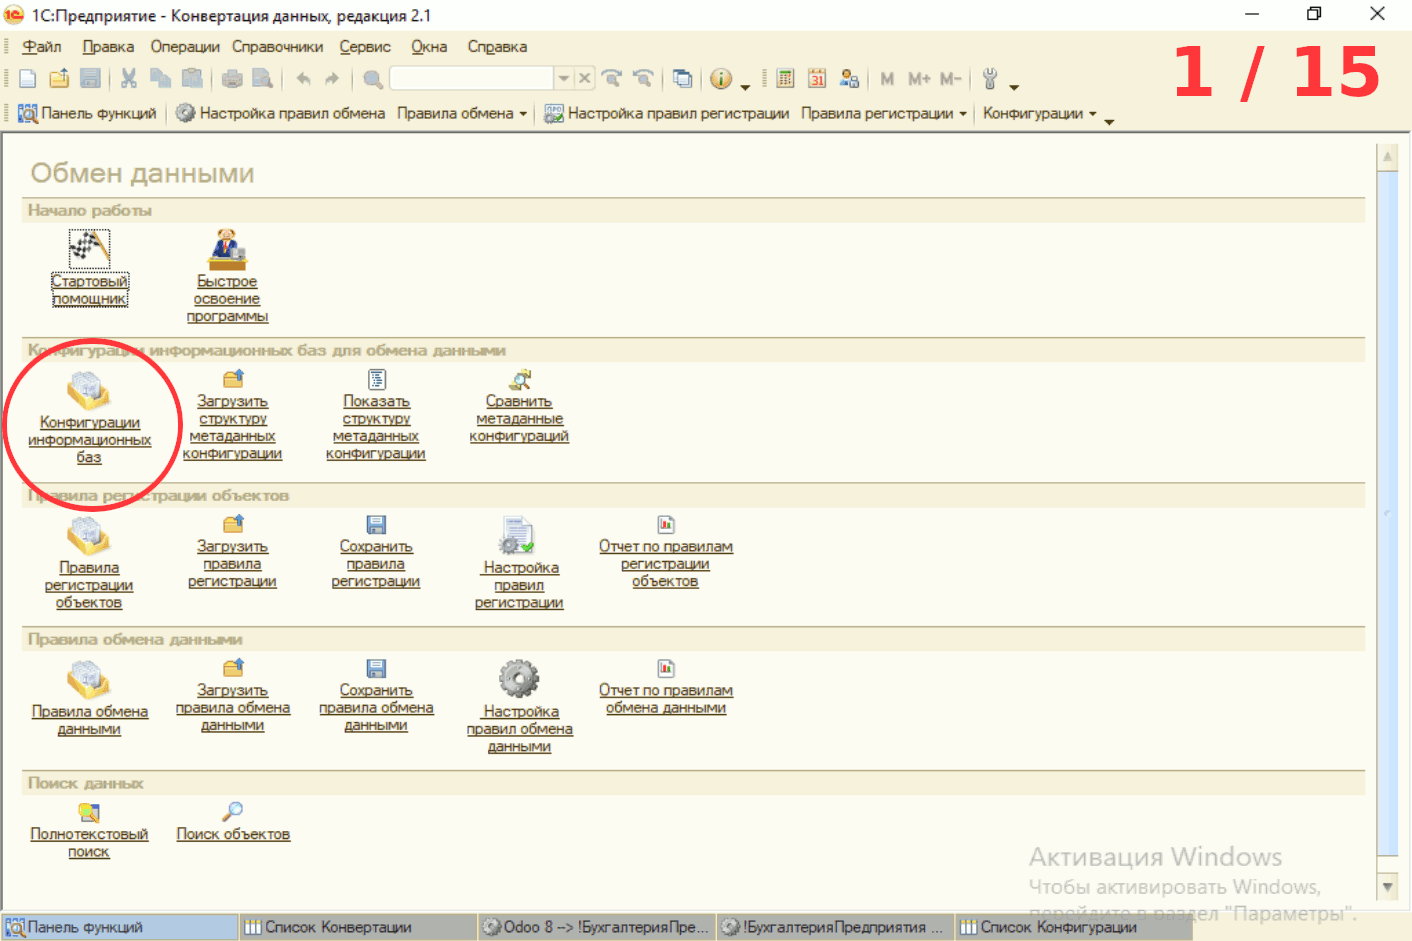 1С:Предприятие - Конвертация данных, редакция 2.1
Файл Правка Операции Справочники Сервис Окна Справка
1 / 15
31 M M+ M-
Панель функций Настройка правил обмена Правила обмена Настройка правил регистрации Правила регистрации Конфигурации
Обмен данными
Начало работы
Стартовый
помощник
Быстрое
освоение
программы
Конфигурации информационных баз для обмена данными
Конфигурации
информационных
баз
Загрузить
структуру
метаданных
конфигурации
Показать
структуру
метаданных
конфигурации
Сравнить
метаданные
конфигураций
Правила регистрации объектов
Правила
регистрации
объектов
Загрузить
правила
регистрации
Сохранить
правила
регистрации
Настройка
правил
регистрации
Отчет по правилам
регистрации
объектов
Правила обмена данными
Правила обмена
данными
Загрузить
правила обмена
данными
Сохранить
правила обмена
данными
Настройка
правил обмена
данными
Отчет по правилам
обмена данными
Поиск данных
Полнотекстовый
поиск
Поиск объектов
Активация Windows
Чтобы активировать Windows,
перейдите в раздел "Параметры".
Панель функций Список Конвертации Odoo 8 --> !БухгалтерияПре... !БухгалтерияПредприятия ... Список Конфигурации